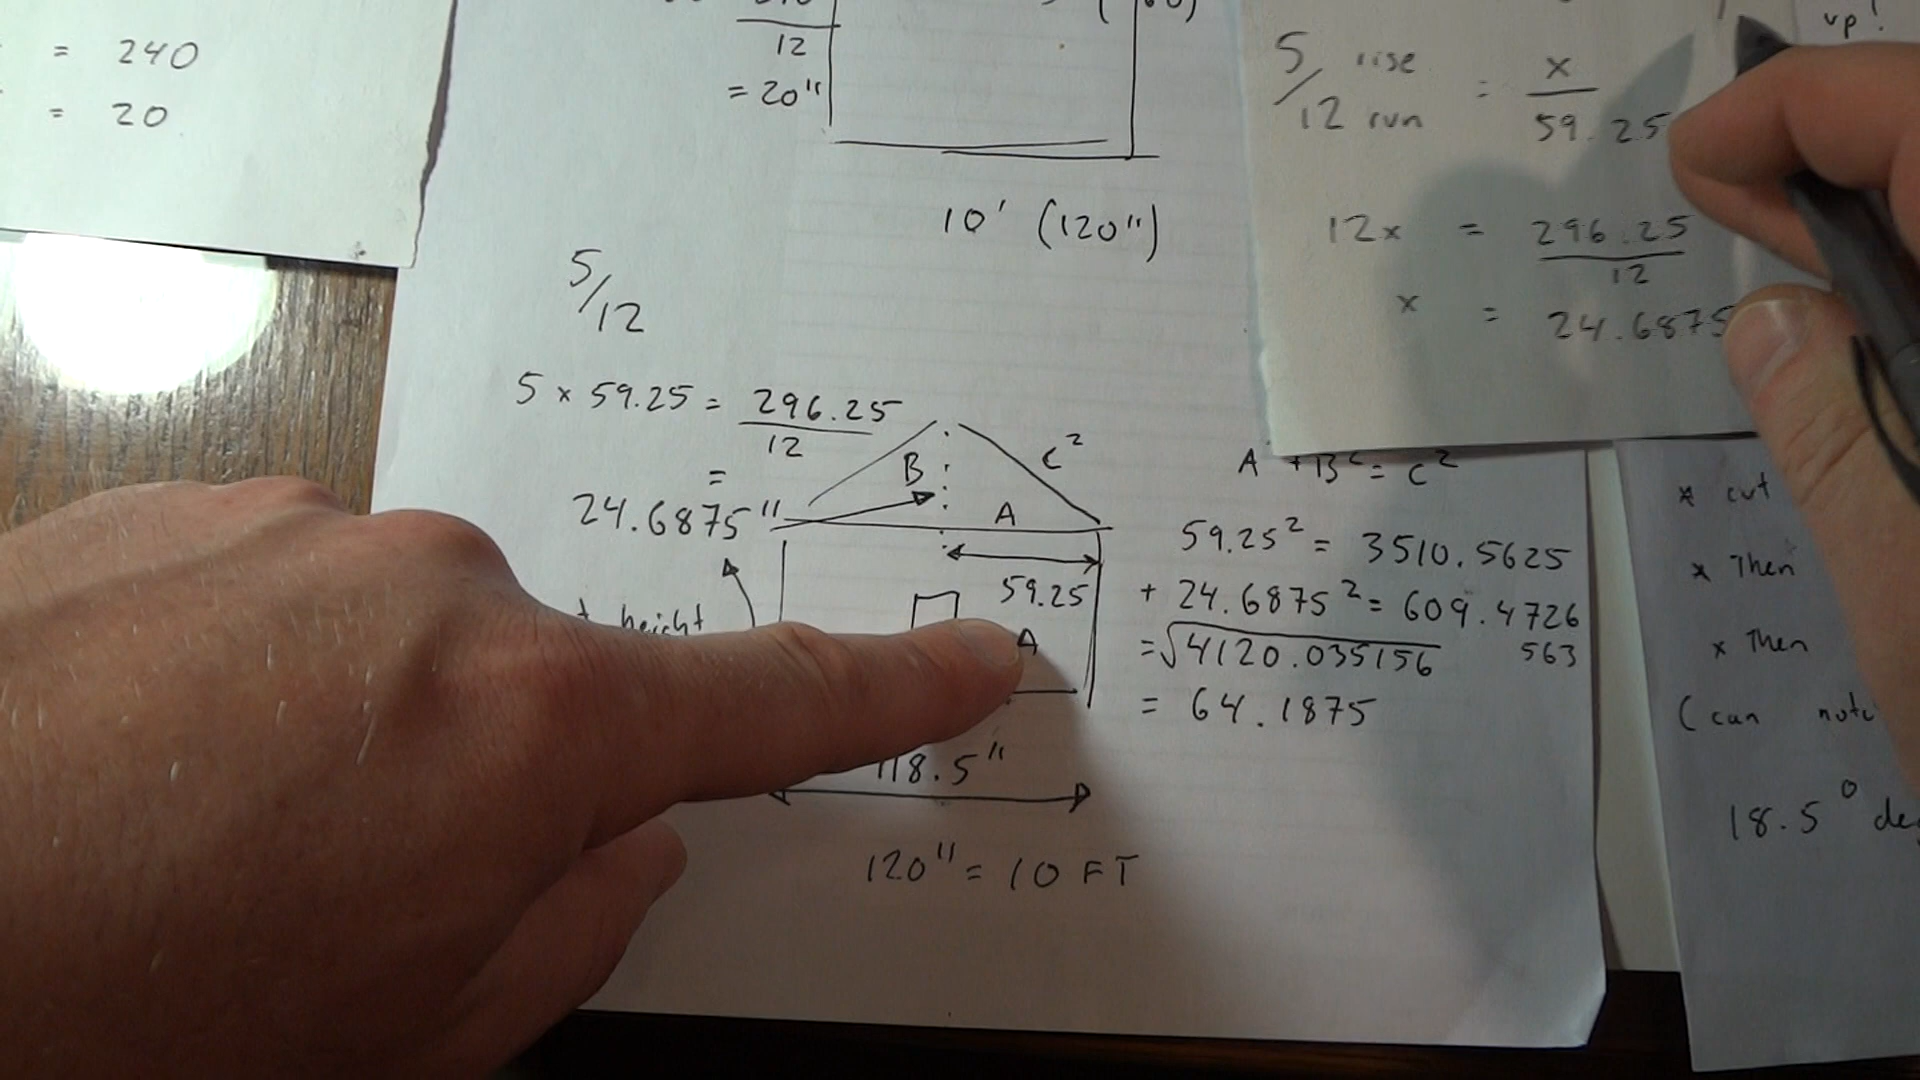 = 240
= 20
12
= 20"
10' (120")
5/12
5 x 59.25 = 296.25
12
=
24.6875"
B
C²
A
59.25
height
A
118.5"
120" = 10 FT
5/12 rise
run
= x
59.25
12x = 296.25
12
x = 24.6875
A + B² = C²
59.25² = 3510.5625
+ 24.6875² = 609.4726
563
= √4120.035156
= 64.1875
up!
x cut
x Then
x Then
(can
18.5°